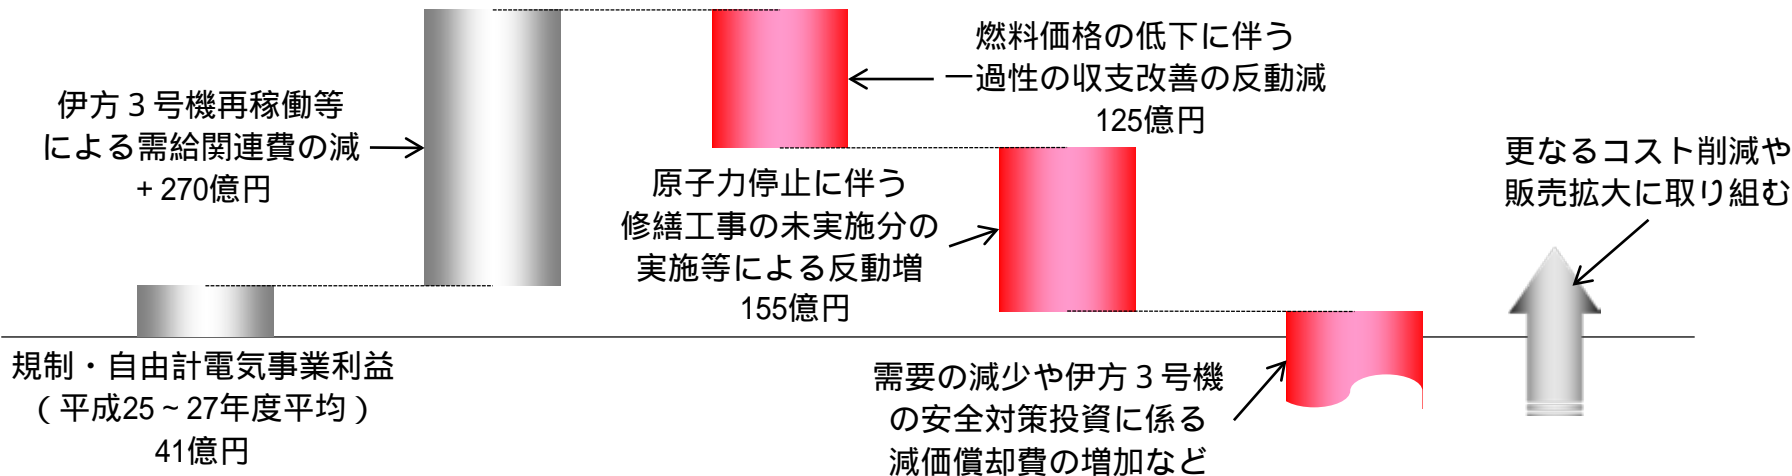 伊方３号機再稼働等
による需給関連費の減
+ 270億円
燃料価格の低下に伴う
一過性の収支改善の反動減
125億円
原子力停止に伴う
修繕工事の未実施分の
実施等による反動増
155億円
更なるコスト削減や
販売拡大に取り組む
規制・自由計電気事業利益
（平成25～27年度平均）
41億円
需要の減少や伊方３号機
の安全対策投資に係る
減価償却費の増加など